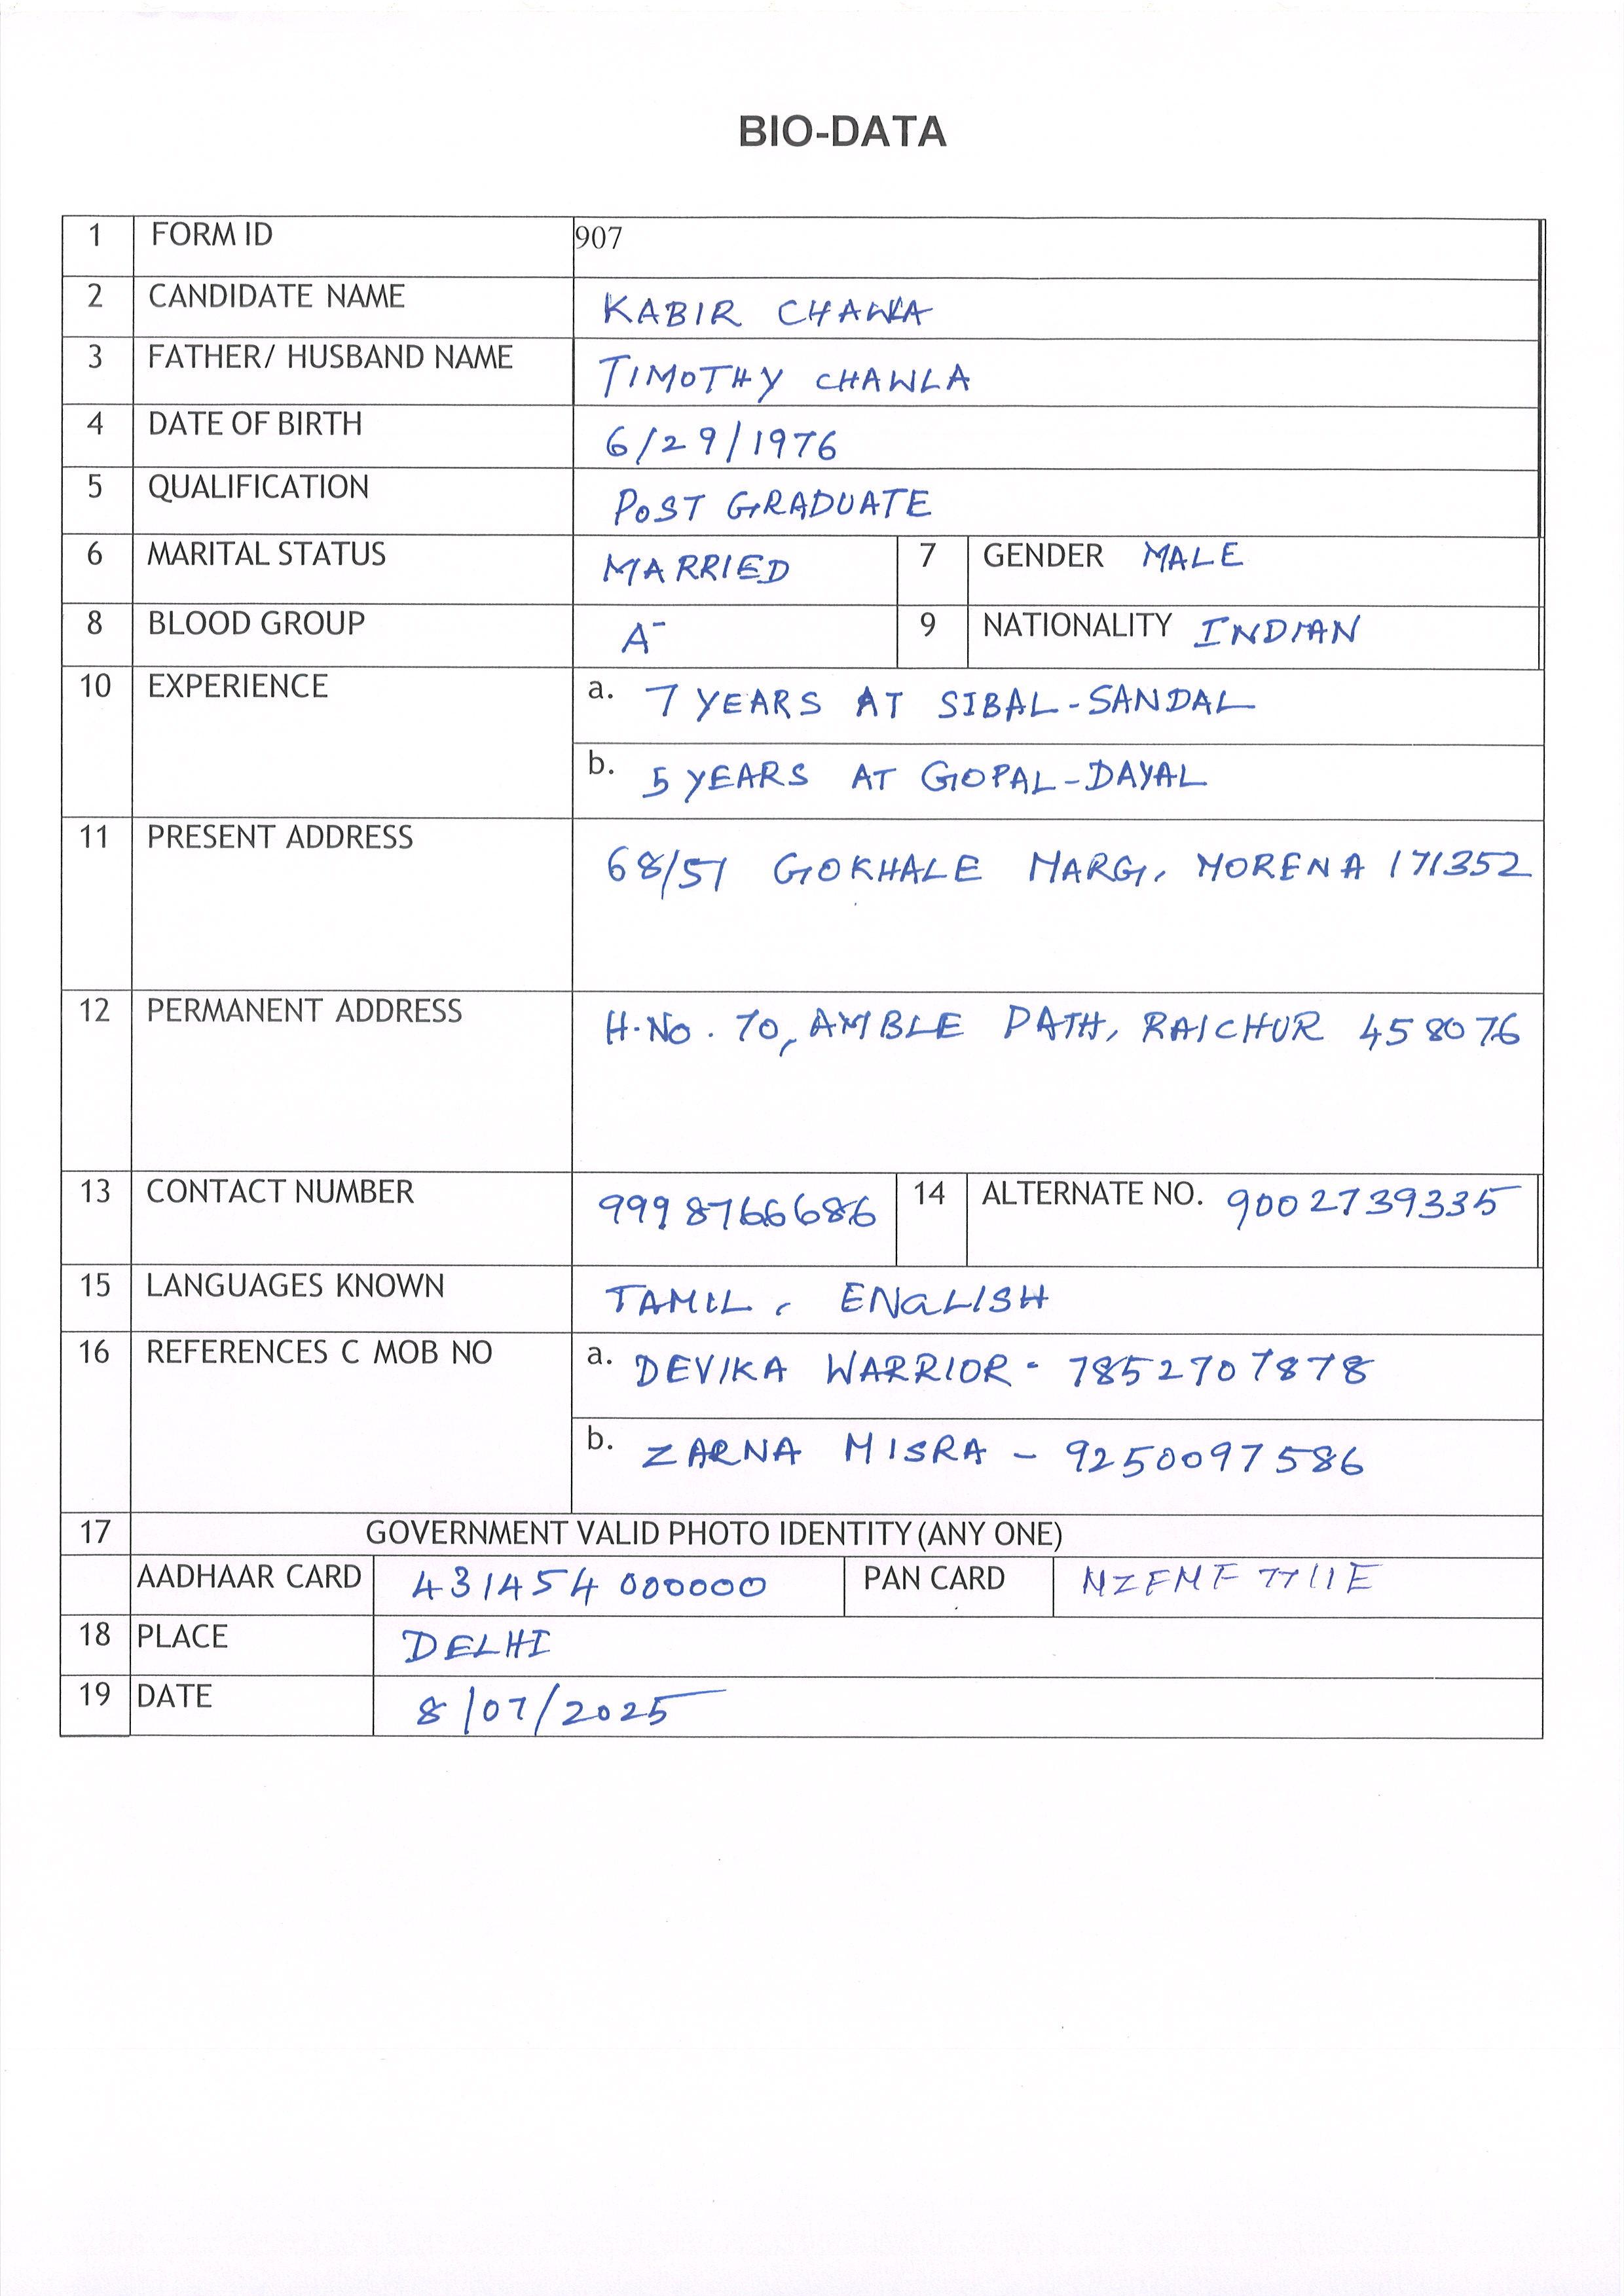 BIO-DATA
1 FORM ID 907
2 CANDIDATE NAME KABIR CHAWLA
3 FATHER/ HUSBAND NAME TIMOTHY CHAWLA
4 DATE OF BIRTH 6/29/1976
5 QUALIFICATION POST GRADUATE
6 MARITAL STATUS MARRIED 7 GENDER MALE
8 BLOOD GROUP A- 9 NATIONALITY INDIAN
10 EXPERIENCE a. 7 YEARS AT SIBAL-SANDAL
b. 5 YEARS AT GOPAL-DAYAL
11 PRESENT ADDRESS 68/51 GOKHALE MARG, MORENA 171352
12 PERMANENT ADDRESS H.NO. 70, AMBLE PATH, RAICHUR 458076
13 CONTACT NUMBER 9998766686 14 ALTERNATE NO. 9002739335
15 LANGUAGES KNOWN TAMIL, ENGLISH
16 REFERENCES C MOB NO a. DEVIKA WARRIOR - 7852707878
b. ZARNA MISRA - 9250097586
17 GOVERNMENT VALID PHOTO IDENTITY (ANY ONE)
AADHAAR CARD 431454000000 PAN CARD NZFMF7711E
18 PLACE DELHI
19 DATE 8/07/2025